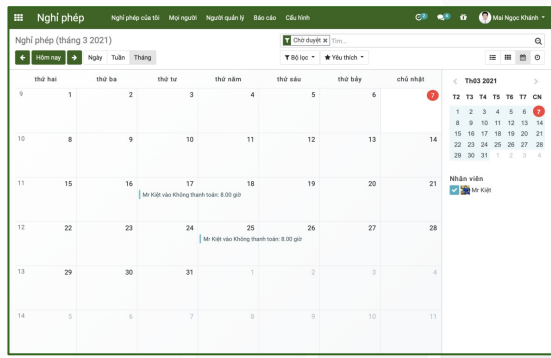 Nghỉ phép Nghỉ phép của tôi Mọi người Người quản lý Báo cáo Cấu hình Mai Ngọc Khánh
Nghỉ phép (tháng 3 2021) Chờ duyệt × Tìm...
Hôm nay Ngày Tuần Tháng Bộ lọc Yêu thích
thứ hai thứ ba thứ tư thứ năm thứ sáu thứ bảy chủ nhật
9 1 2 3 4 5 6 7
10 8 9 10 11 12 13 14
11 15 16 17 18 19 20 21
Mr Kiệt vào Không thanh toán: 8.00 giờ
12 22 23 24 25 26 27 28
Mr Kiệt vào Không thanh toán: 8.00 giờ
13 29 30 31 1 2 3 4
14 5 6 7 8 9 10 11
Th03 2021
T2 T3 T4 T5 T6 T7 CN
1 2 3 4 5 6 7
8 9 10 11 12 13 14
15 16 17 18 19 20 21
22 23 24 25 26 27 28
29 30 31 1 2 3 4
Nhân viên
Mr Kiệt